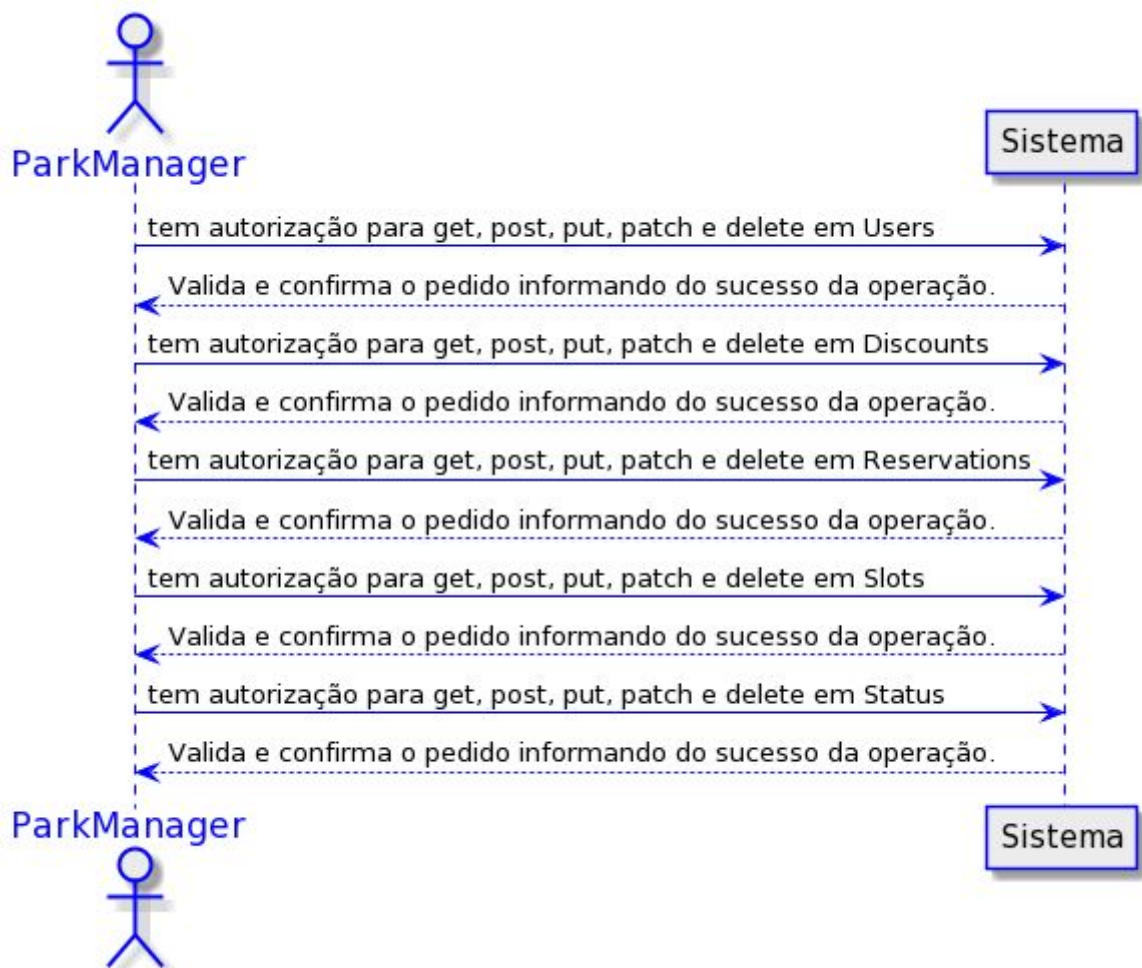 ParkManager
Sistema
tem autorização para get, post, put, patch e delete em Users
Valida e confirma o pedido informando do sucesso da operação.
tem autorização para get, post, put, patch e delete em Discounts
Valida e confirma o pedido informando do sucesso da operação.
tem autorização para get, post, put, patch e delete em Reservations
Valida e confirma o pedido informando do sucesso da operação.
tem autorização para get, post, put, patch e delete em Slots
Valida e confirma o pedido informando do sucesso da operação.
tem autorização para get, post, put, patch e delete em Status
Valida e confirma o pedido informando do sucesso da operação.
ParkManager
Sistema